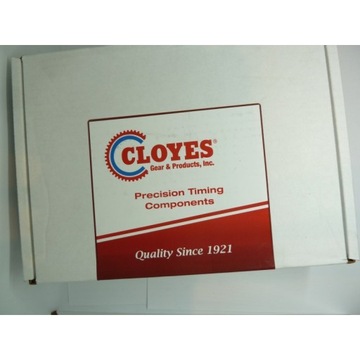 CLOYES®
Gear & Products, Inc.
Precision Timing
Components
Quality Since 1921